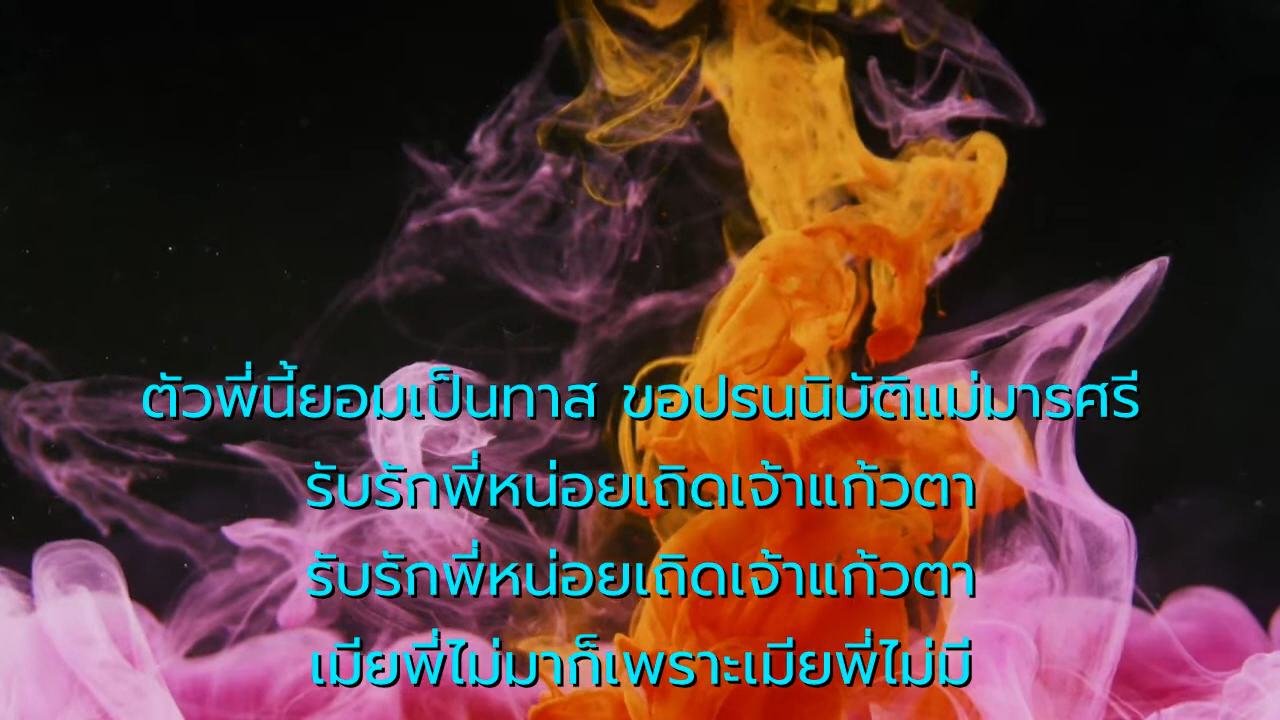 ตัวพี่นี้ยอมเป็นทาส ขอปรนนิบัติแม่มารศรี
รับรักพี่หน่อยเถิดเจ้าแก้วตา
รับรักพี่หน่อยเถิดเจ้าแก้วตา
เมียพี่ไม่มาก็เพราะเมียพี่ไม่มี